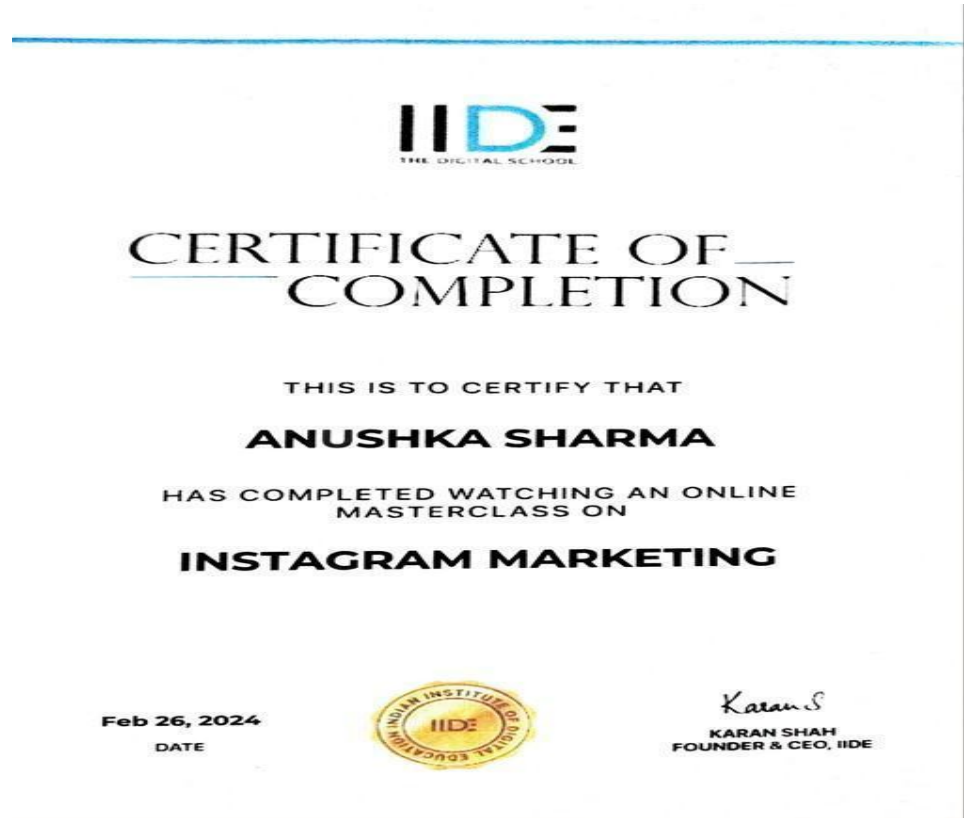 IIDE
THE DIGITAL SCHOOL
CERTIFICATE OF
COMPLETION
THIS IS TO CERTIFY THAT
ANUSHKA SHARMA
HAS COMPLETED WATCHING AN ONLINE
MASTERCLASS ON
INSTAGRAM MARKETING
Feb 26, 2024
DATE
INDIAN INSTITUTE OF DIGITAL EDUCATION
IIDE
Karan S
KARAN SHAH
FOUNDER & CEO, IIDE